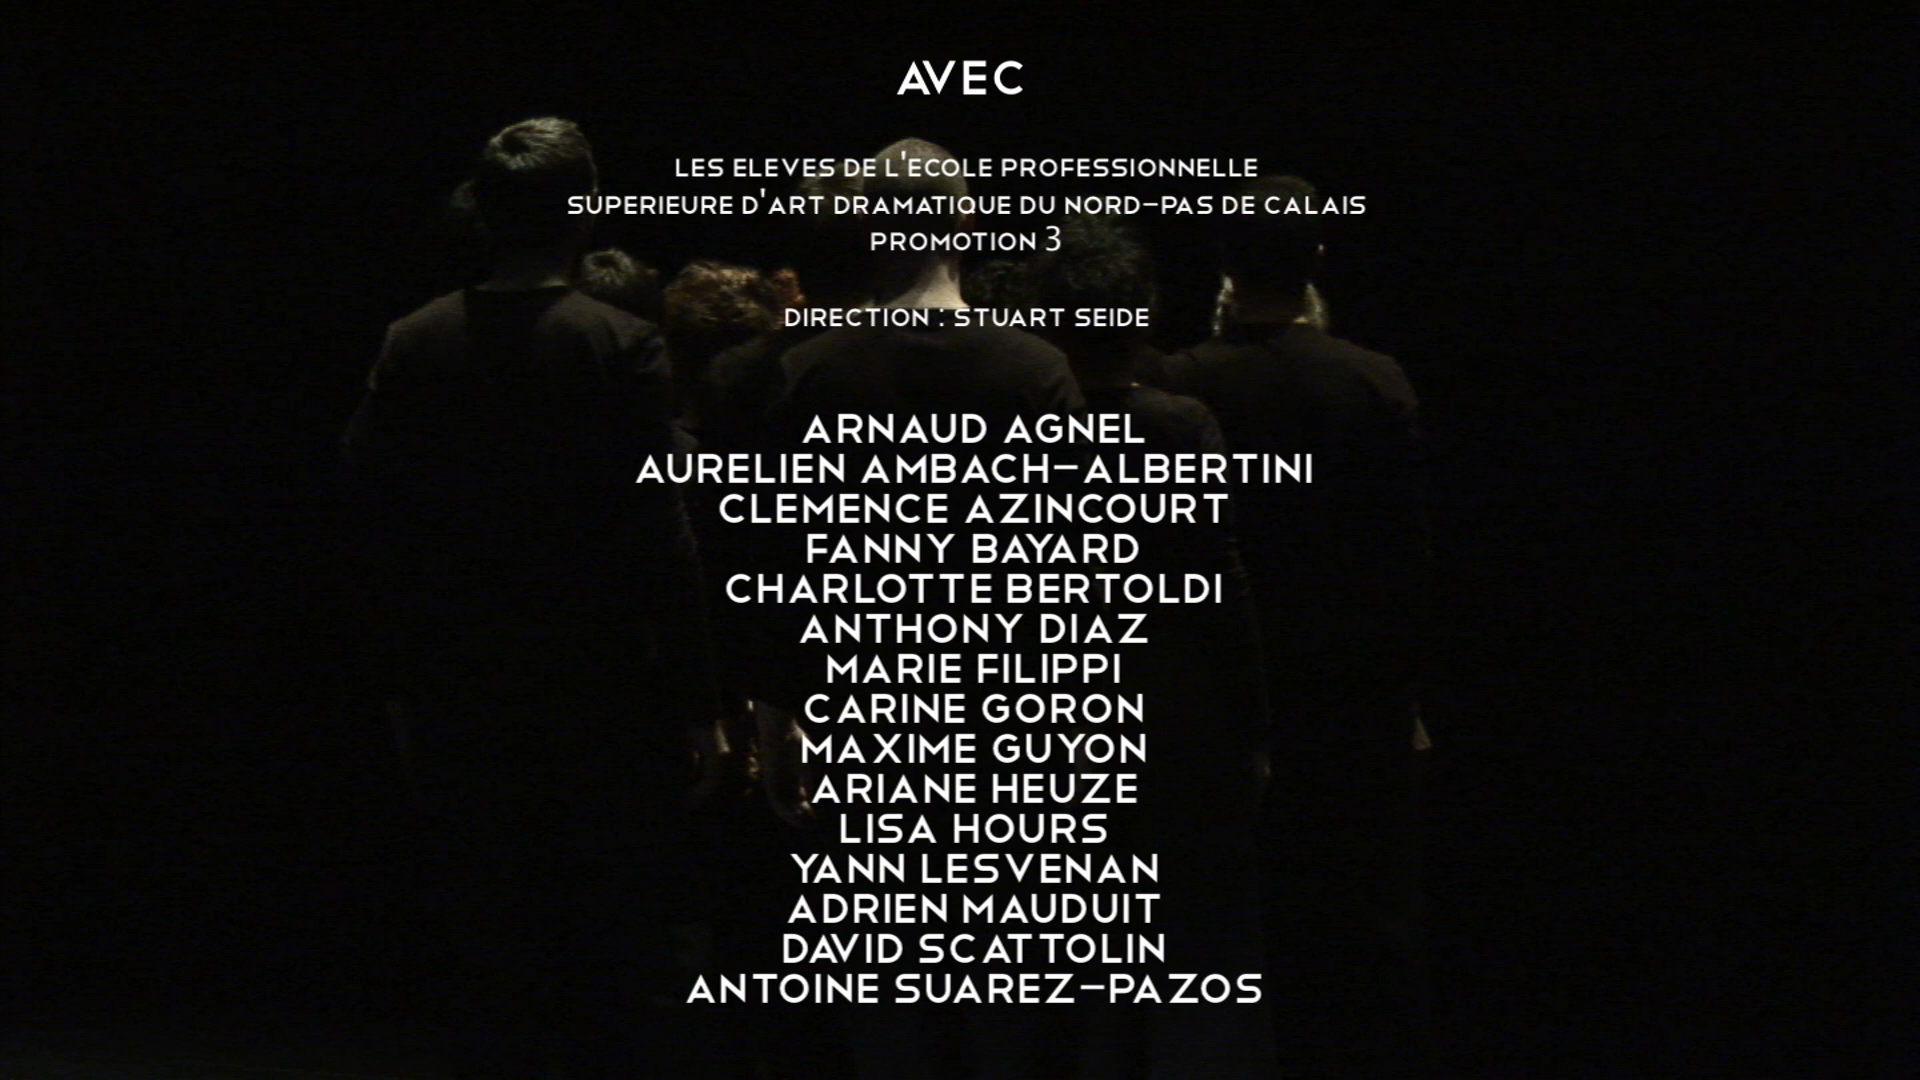 AVEC
LES ELEVES DE L'ECOLE PROFESSIONNELLE
SUPERIEURE D'ART DRAMATIQUE DU NORD-PAS DE CALAIS
PROMOTION 3
DIRECTION : STUART SEIDE
ARNAUD AGNEL
AURELIEN AMBACH-ALBERTINI
CLEMENCE AZINCOURT
FANNY BAYARD
CHARLOTTE BERTOLDI
ANTHONY DIAZ
MARIE FILIPPI
CARINE GORON
MAXIME GUYON
ARIANE HEUZE
LISA HOURS
YANN LESVENAN
ADRIEN MAUDUIT
DAVID SCATTOLIN
ANTOINE SUAREZ-PAZOS